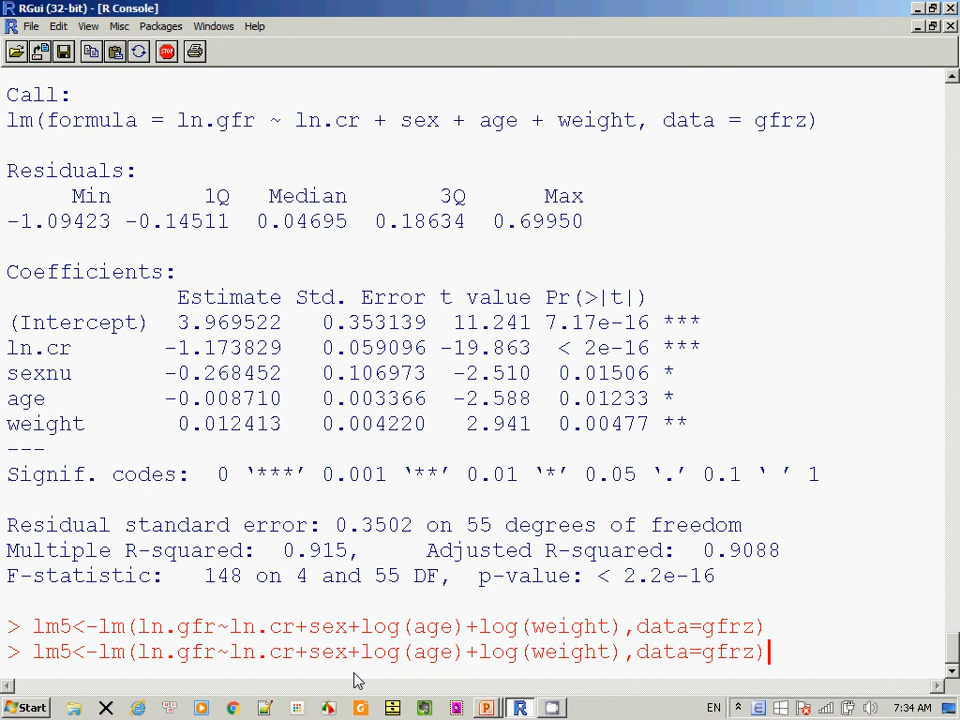 RGui (32-bit) - [R Console]
File Edit View Misc Packages Windows Help
STOP
Call:
lm(formula = ln.gfr ~ ln.cr + sex + age + weight, data = gfrz)
Residuals:
Min 1Q Median 3Q Max
-1.09423 -0.14511 0.04695 0.18634 0.69950
Coefficients:
Estimate Std. Error t value Pr(>|t|)
(Intercept) 3.969522 0.353139 11.241 7.17e-16 ***
ln.cr -1.173829 0.059096 -19.863 < 2e-16 ***
sexnu -0.268452 0.106973 -2.510 0.01506 *
age -0.008710 0.003366 -2.588 0.01233 *
weight 0.012413 0.004220 2.941 0.00477 **
---
Signif. codes: 0 ‘***’ 0.001 ‘**’ 0.01 ‘*’ 0.05 ‘.’ 0.1 ‘ ’ 1
Residual standard error: 0.3502 on 55 degrees of freedom
Multiple R-squared: 0.915, Adjusted R-squared: 0.9088
F-statistic: 148 on 4 and 55 DF, p-value: < 2.2e-16
> lm5<-lm(ln.gfr~ln.cr+sex+log(age)+log(weight),data=gfrz)
> lm5<-lm(ln.gfr~ln.cr+sex+log(age)+log(weight),data=gfrz)
Start EN 7:34 AM